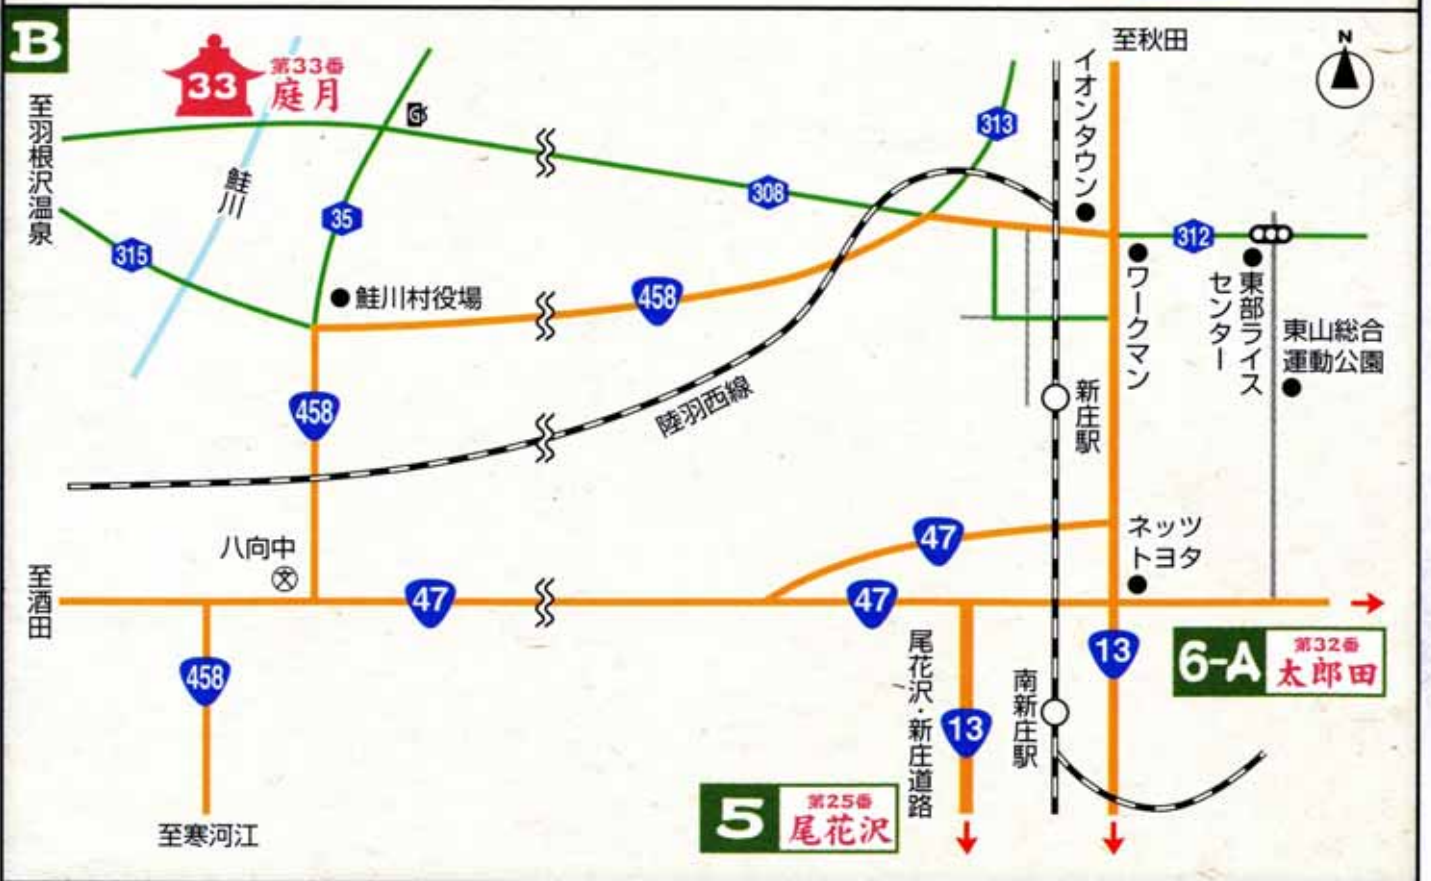 B
至秋田
N
33
第33番
庭月
至羽根沢温泉
鮭川
GS
35
315
308
313
イオンタウン
312
ワークマン
東部ライス
センター
東山総合
運動公園
鮭川村役場
458
陸羽西線
新庄駅
458
八向中
文
47
ネッツ
トヨタ
至酒田
47
47
458
13
6-A
第32番
太郎田
尾花沢・新庄道路
13
南新庄駅
5
第25番
尾花沢
至寒河江